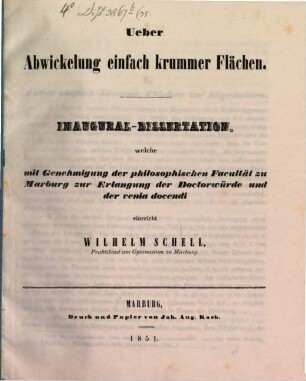 Ueber
Abwickelung einfach krummer Flächen.
INAUGURAL-DISSERTATION,
welche
mit Genehmigung der philosophischen Facultät zu
Marburg zur Erlangung der Doctorwürde und
der venia docendi
einreicht
WILHELM SCHELL,
Praktikant am Gymnasium zu Marburg.
MARBURG,
Druck und Papier von Joh. Aug. Koch.
1851.